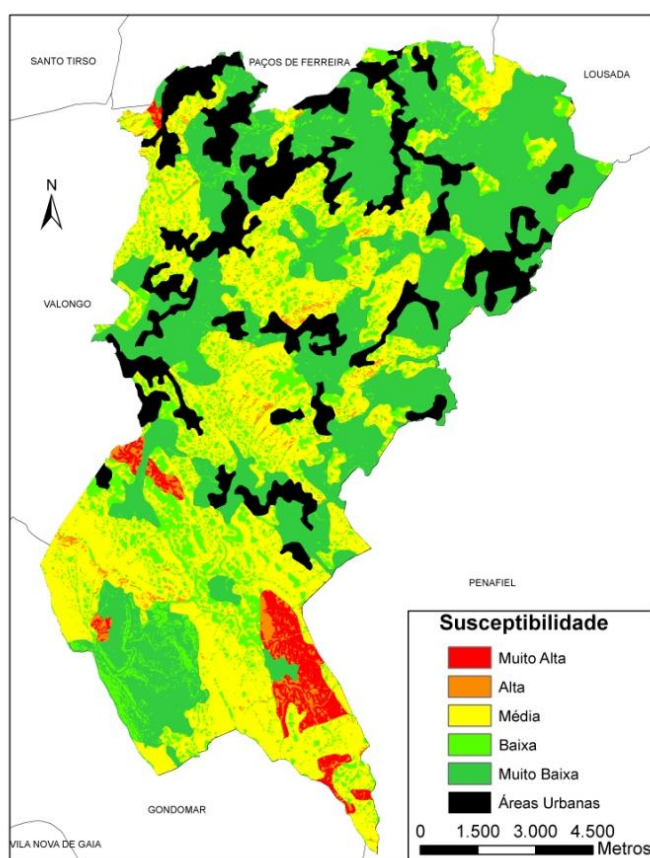 SANTO TIRSO
PAÇOS DE FERREIRA
LOUSADA
N
VALONGO
PENAFIEL
Susceptibilidade
Muito Alta
Alta
Média
Baixa
Muito Baixa
Áreas Urbanas
0 1.500 3.000 4.500
Metros
GONDOMAR
VILA NOVA DE GAIA